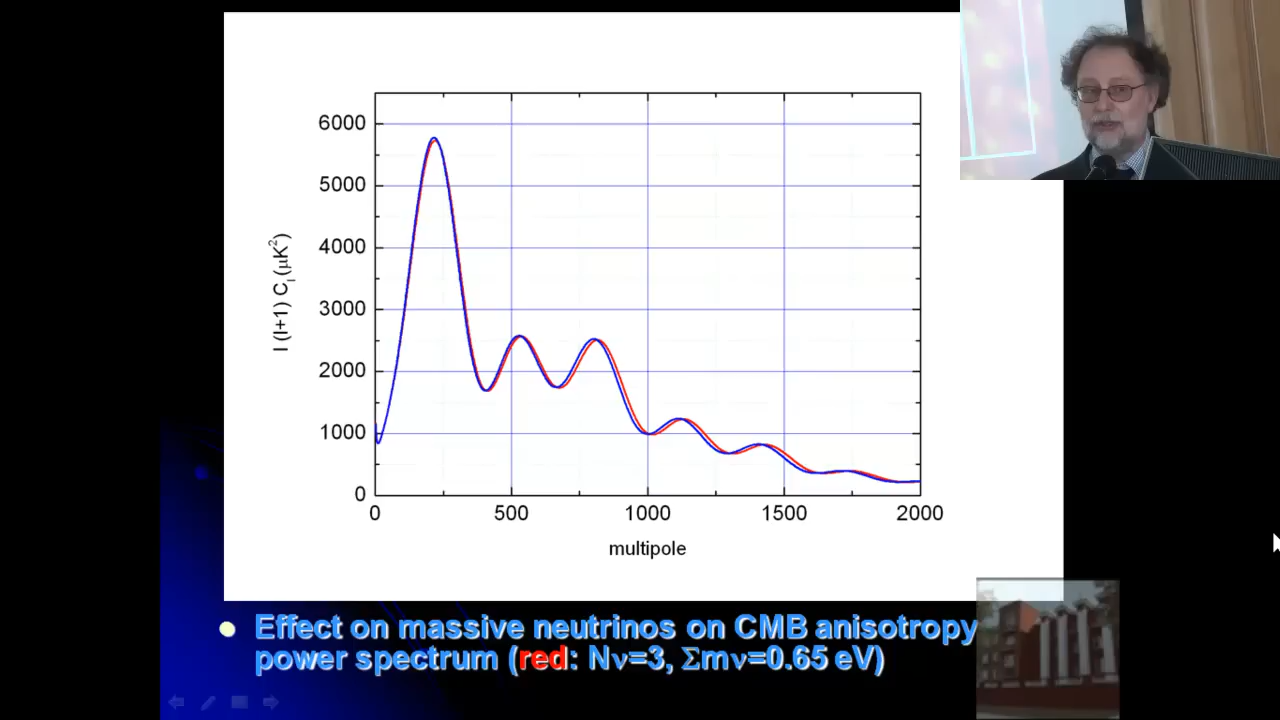 6000
5000
4000
3000
2000
1000
0
l (l+1) Cl (μK²)
0 500 1000 1500 2000
multipole
Effect on massive neutrinos on CMB anisotropy
power spectrum (red: Nν=3, Σmν=0.65 eV)